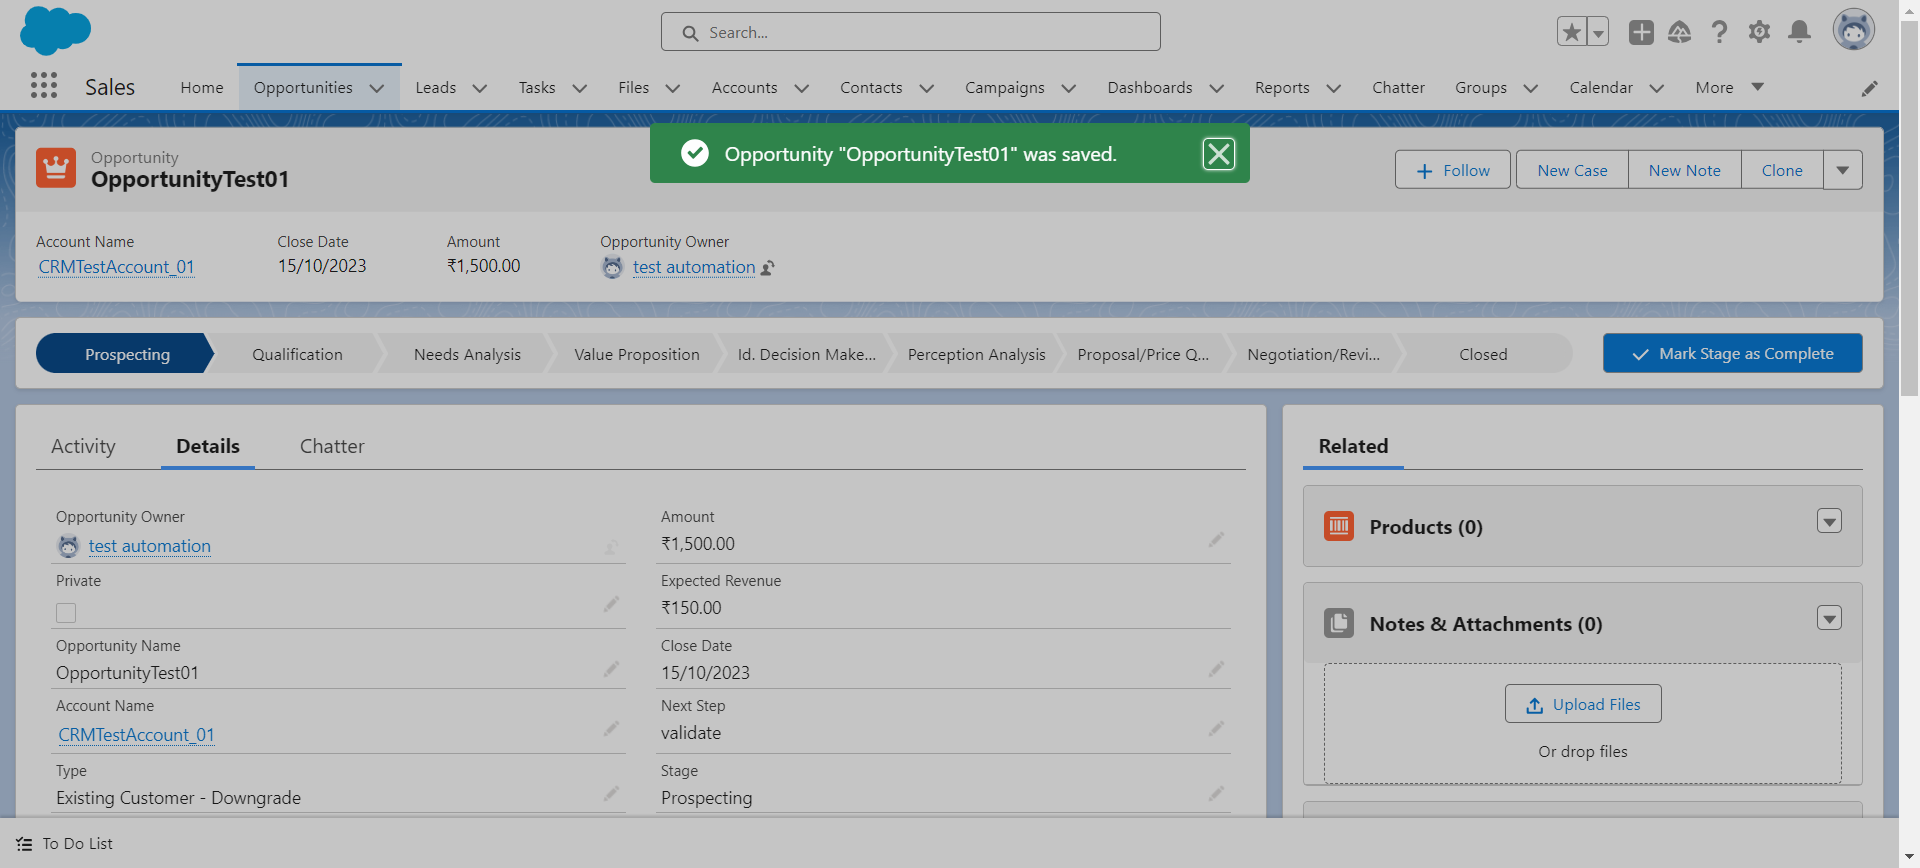 Search...
Sales
Home
Opportunities
Leads
Tasks
Files
Accounts
Contacts
Campaigns
Dashboards
Reports
Chatter
Groups
Calendar
More
Opportunity "OpportunityTest01" was saved.
Opportunity
OpportunityTest01
Follow
New Case
New Note
Clone
Account Name
CRMTestAccount_01
Close Date
15/10/2023
Amount
₹1,500.00
Opportunity Owner
test automation
Prospecting
Qualification
Needs Analysis
Value Proposition
Id. Decision Make...
Perception Analysis
Proposal/Price Q...
Negotiation/Revi...
Closed
Mark Stage as Complete
Activity
Details
Chatter
Opportunity Owner
test automation
Amount
₹1,500.00
Private
Expected Revenue
₹150.00
Opportunity Name
OpportunityTest01
Close Date
15/10/2023
Account Name
CRMTestAccount_01
Next Step
validate
Type
Existing Customer - Downgrade
Stage
Prospecting
Related
Products (0)
Notes & Attachments (0)
Upload Files
Or drop files
To Do List